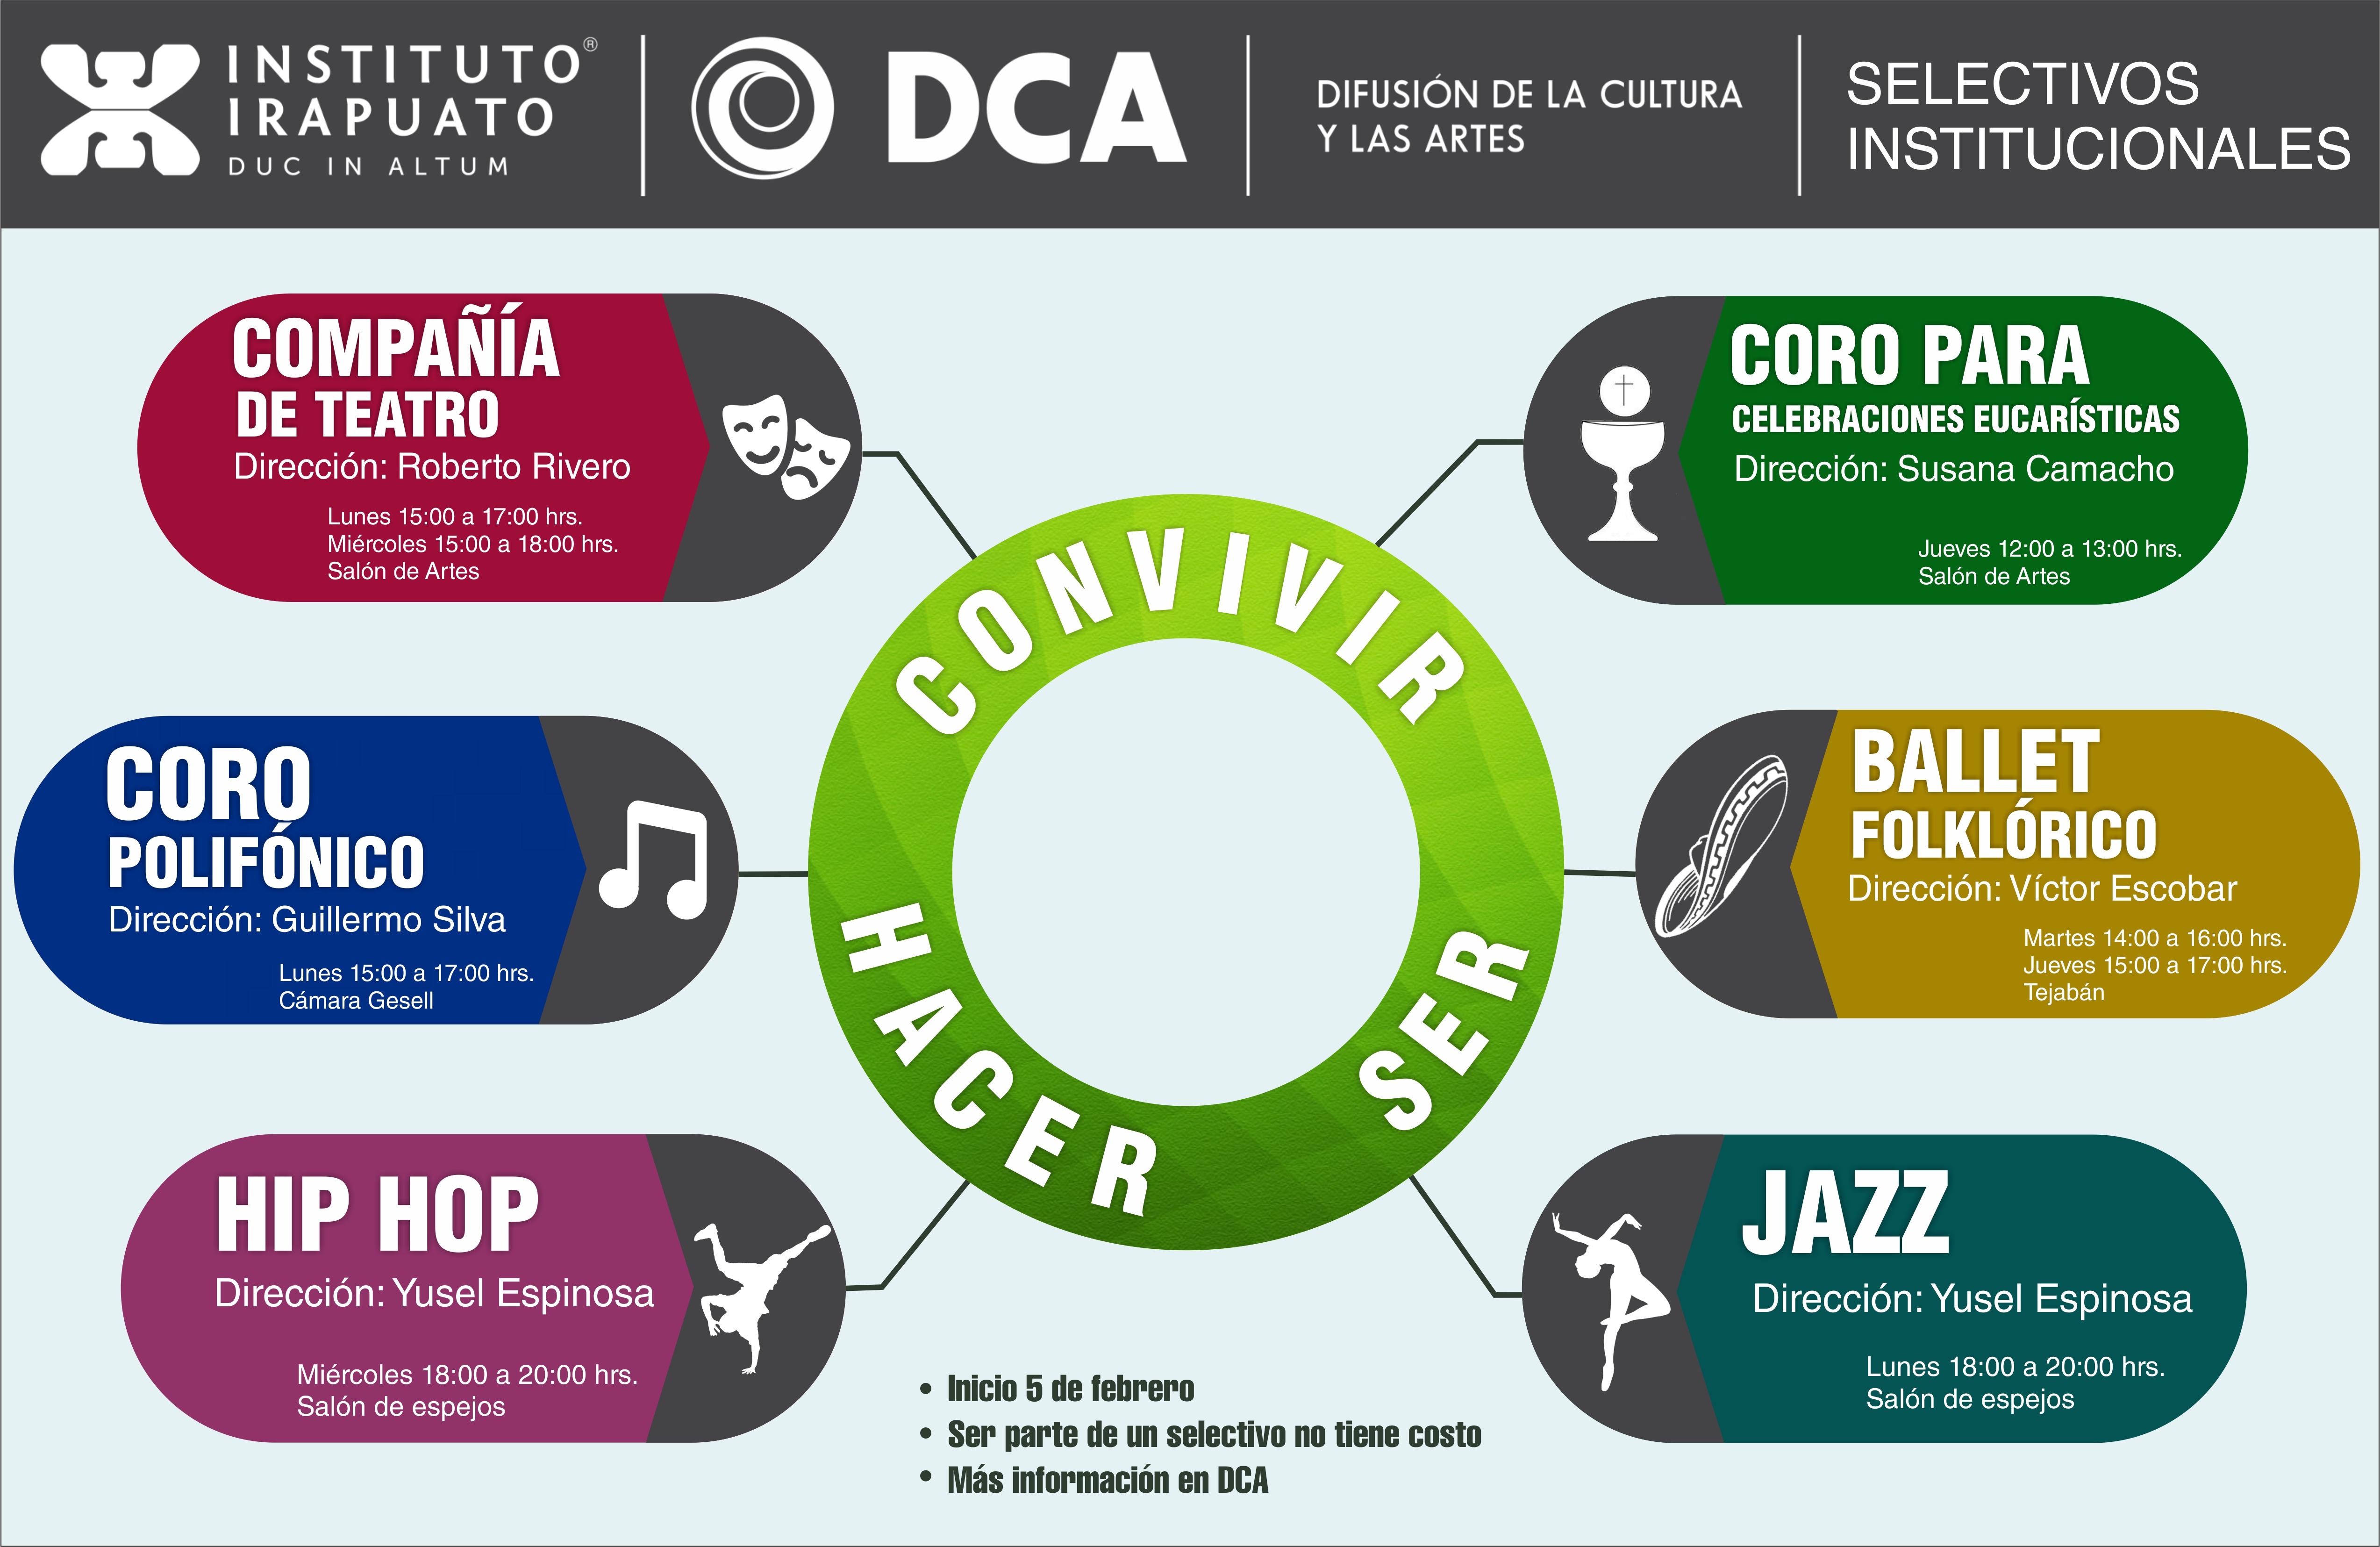 INSTITUTO®
IRAPUATO
DUC IN ALTUM
DCA
DIFUSIÓN DE LA CULTURA
Y LAS ARTES
SELECTIVOS
INSTITUCIONALES
COMPAÑÍA
DE TEATRO
Dirección: Roberto Rivero
Lunes 15:00 a 17:00 hrs.
Miércoles 15:00 a 18:00 hrs.
Salón de Artes
CORO PARA
CELEBRACIONES EUCARÍSTICAS
Dirección: Susana Camacho
Jueves 12:00 a 13:00 hrs.
Salón de Artes
CONVIVIR
CORO
POLIFÓNICO
Dirección: Guillermo Silva
Lunes 15:00 a 17:00 hrs.
Cámara Gesell
BALLET
FOLKLÓRICO
Dirección: Víctor Escobar
Martes 14:00 a 16:00 hrs.
Jueves 15:00 a 17:00 hrs.
Tejabán
HACER
SER
HIP HOP
Dirección: Yusel Espinosa
Miércoles 18:00 a 20:00 hrs.
Salón de espejos
JAZZ
Dirección: Yusel Espinosa
Lunes 18:00 a 20:00 hrs.
Salón de espejos
• Inicio 5 de febrero
• Ser parte de un selectivo no tiene costo
• Más información en DCA